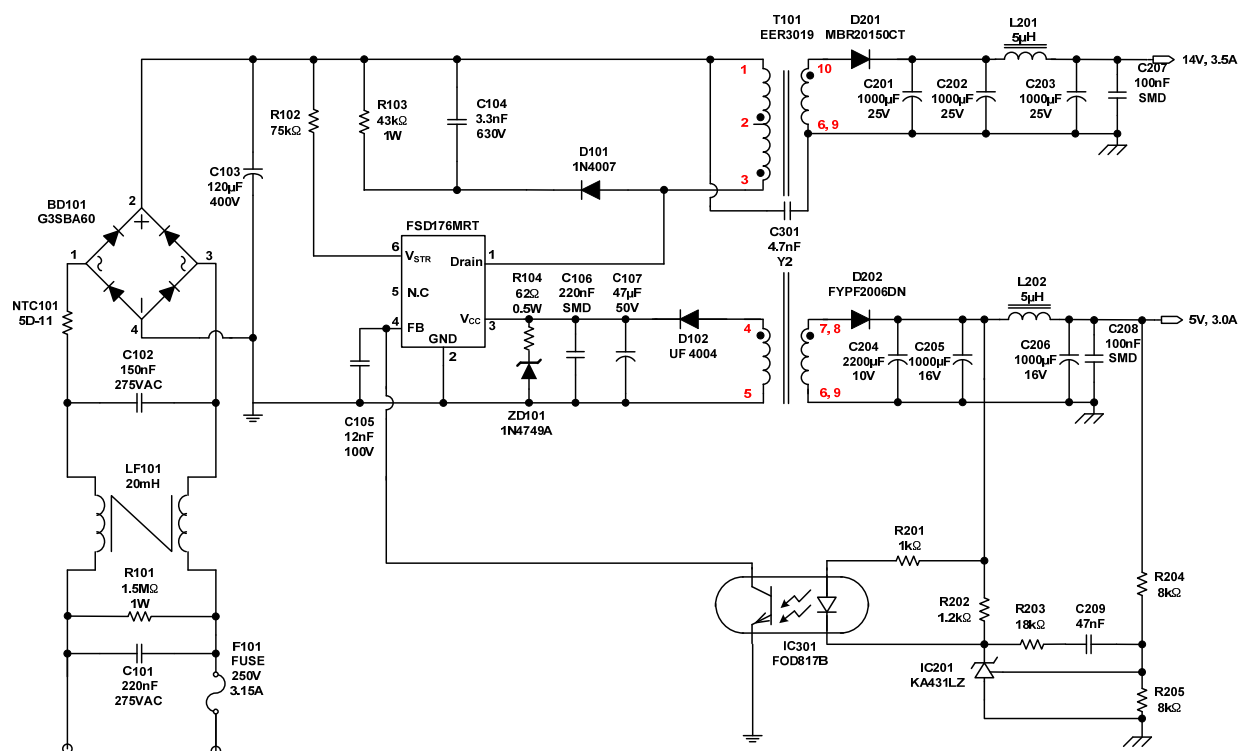 T101
EER3019
D201
MBR20150CT
L201
5µH
1
10
C201
1000µF
25V
C202
1000µF
25V
C203
1000µF
25V
C207
100nF
SMD
14V, 3.5A
R102
75kΩ
R103
43kΩ
1W
C104
3.3nF
630V
2
6, 9
D101
1N4007
3
C103
120µF
400V
BD101
G3SBA60
2
1
3
4
FSD176MRT
6
VSTR
Drain
1
5
N.C
VCC
3
4
FB
GND
2
C301
4.7nF
Y2
R104
62Ω
0.5W
C106
220nF
SMD
C107
47µF
50V
D202
FYPF2006DN
L202
5µH
NTC101
5D-11
C102
150nF
275VAC
D102
UF 4004
4
7, 8
C204
2200µF
10V
C205
1000µF
16V
C206
1000µF
16V
C208
100nF
SMD
5V, 3.0A
5
6, 9
C105
12nF
100V
ZD101
1N4749A
LF101
20mH
R101
1.5MΩ
1W
R201
1kΩ
R202
1.2kΩ
R203
18kΩ
C209
47nF
R204
8kΩ
IC301
FOD817B
IC201
KA431LZ
R205
8kΩ
C101
220nF
275VAC
F101
FUSE
250V
3.15A